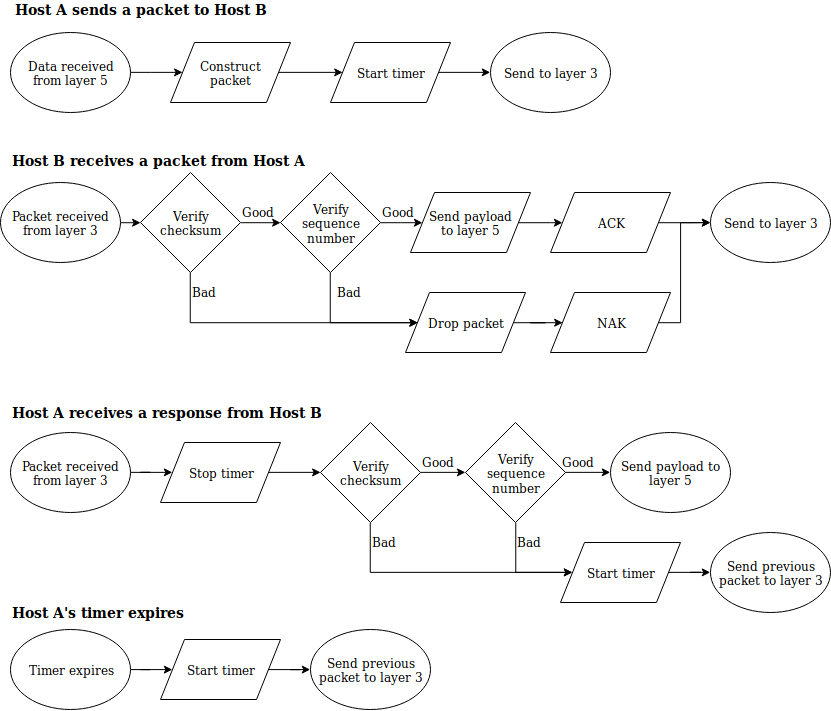 Host A sends a packet to Host B
Data received
from layer 5
Construct
packet
Start timer
Send to layer 3
Host B receives a packet from Host A
Packet received
from layer 3
Verify
checksum
Good
Verify
sequence
number
Good
Send payload
to layer 5
ACK
Send to layer 3
Bad
Bad
Drop packet
NAK
Host A receives a response from Host B
Packet received
from layer 3
Stop timer
Verify
checksum
Good
Verify
sequence
number
Good
Send payload to
layer 5
Bad
Bad
Start timer
Send previous
packet to layer 3
Host A's timer expires
Timer expires
Start timer
Send previous
packet to layer 3